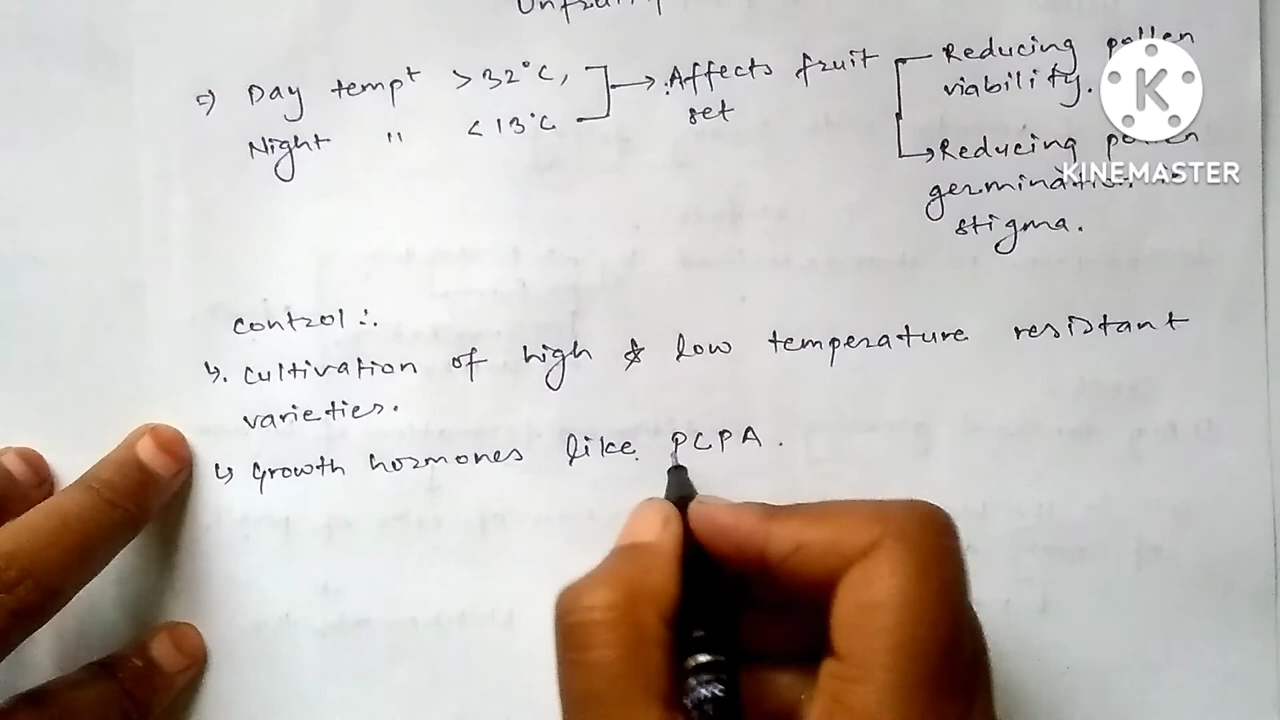 ⇒ Day tempt > 32°C, → Affects fruit Reducing pollen
Night " < 13°C set viability.
→ Reducing pollen
germination
stigma.
K
KINEMASTER
control :.
↳. cultivation of high & low temperature resistant
varieties.
↳ Growth hormones like PCPA.